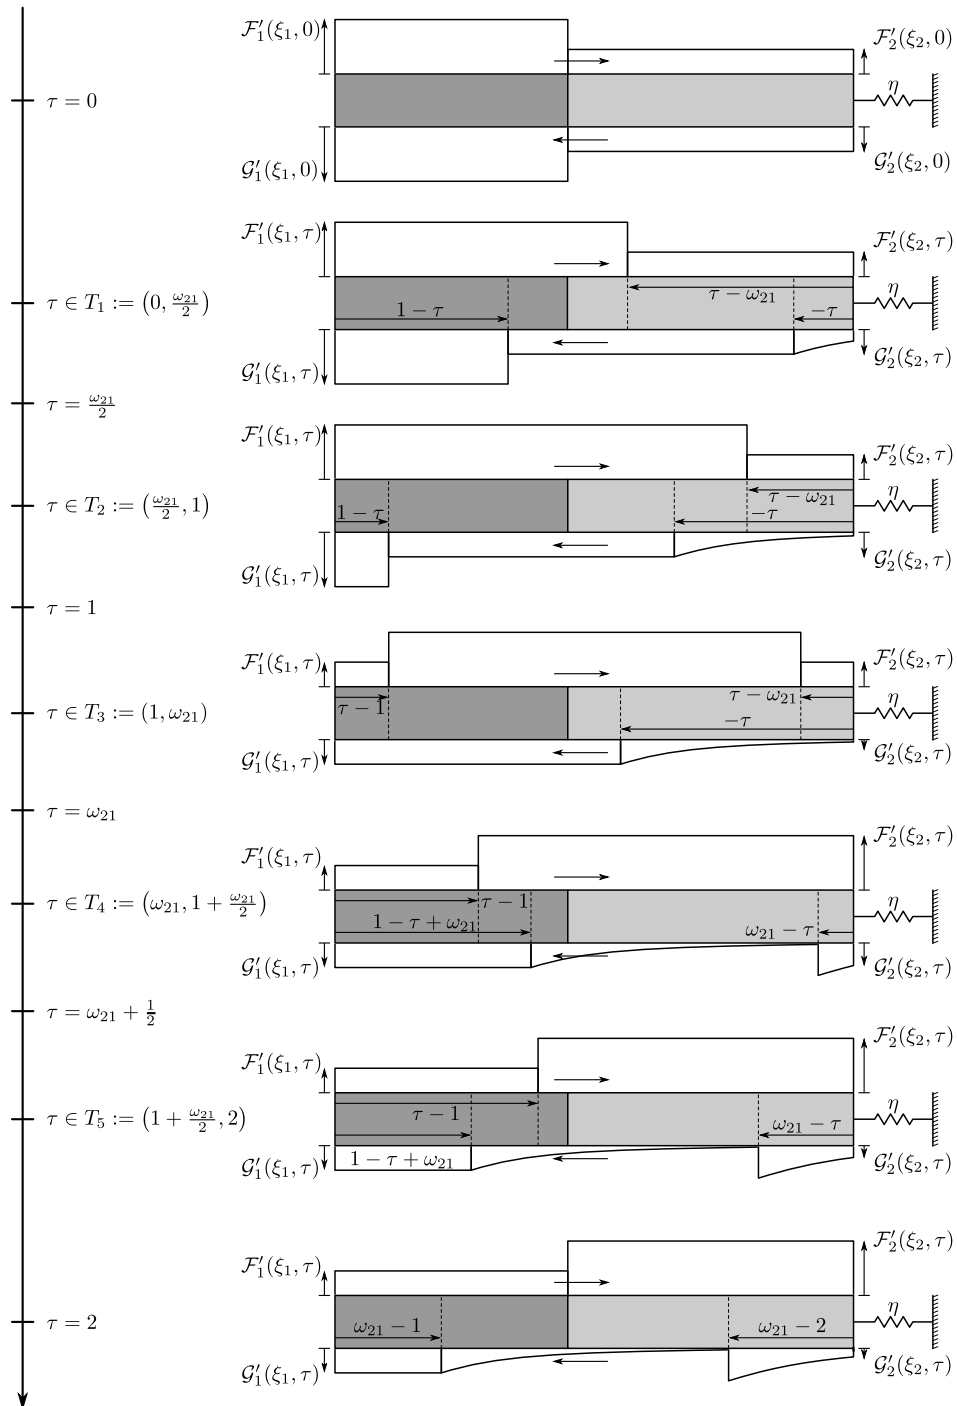 F′₁(ξ₁, 0)
F′₂(ξ₂, 0)
τ = 0
η
G′₁(ξ₁, 0)
G′₂(ξ₂, 0)
F′₁(ξ₁, τ)
F′₂(ξ₂, τ)
τ ∈ T₁ := (0, ω₂₁/2)
1 − τ
τ − ω₂₁
−τ
η
G′₁(ξ₁, τ)
G′₂(ξ₂, τ)
τ = ω₂₁/2
F′₁(ξ₁, τ)
F′₂(ξ₂, τ)
τ ∈ T₂ := (ω₂₁/2, 1)
1 − τ
τ − ω₂₁
−τ
η
G′₁(ξ₁, τ)
G′₂(ξ₂, τ)
τ = 1
F′₁(ξ₁, τ)
F′₂(ξ₂, τ)
τ ∈ T₃ := (1, ω₂₁)
τ − 1
τ − ω₂₁
−τ
η
G′₁(ξ₁, τ)
G′₂(ξ₂, τ)
τ = ω₂₁
F′₁(ξ₁, τ)
F′₂(ξ₂, τ)
τ ∈ T₄ := (ω₂₁, 1 + ω₂₁/2)
τ − 1
1 − τ + ω₂₁
ω₂₁ − τ
η
G′₁(ξ₁, τ)
G′₂(ξ₂, τ)
τ = ω₂₁ + 1/2
F′₁(ξ₁, τ)
F′₂(ξ₂, τ)
τ ∈ T₅ := (1 + ω₂₁/2, 2)
τ − 1
ω₂₁ − τ
η
1 − τ + ω₂₁
G′₁(ξ₁, τ)
G′₂(ξ₂, τ)
F′₁(ξ₁, τ)
F′₂(ξ₂, τ)
τ = 2
ω₂₁ − 1
ω₂₁ − 2
η
G′₁(ξ₁, τ)
G′₂(ξ₂, τ)